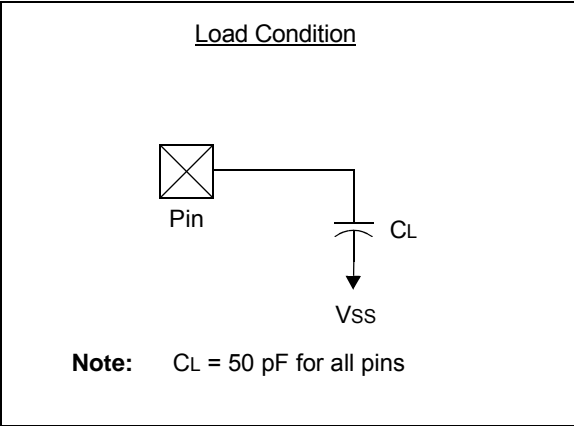 Load Condition
Pin
CL
VSS
Note: CL = 50 pF for all pins